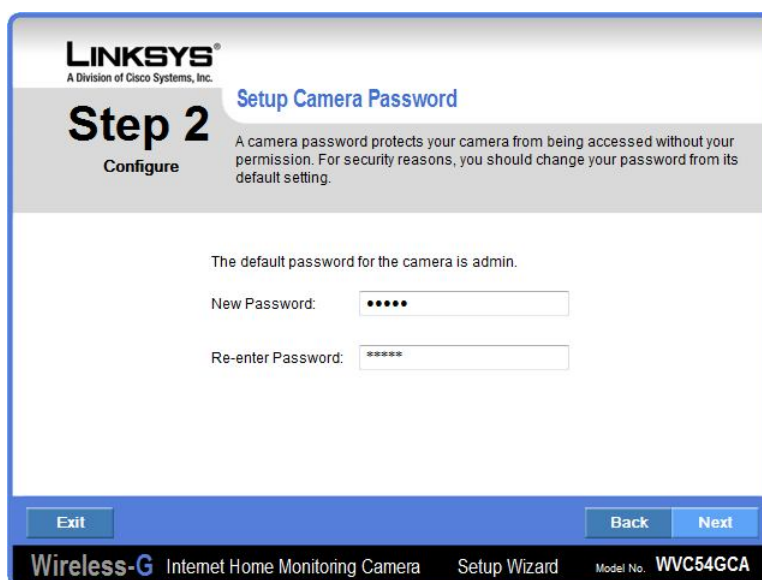 LINKSYS®
A Division of Cisco Systems, Inc.
Step 2
Configure
Setup Camera Password
A camera password protects your camera from being accessed without your
permission. For security reasons, you should change your password from its
default setting.
The default password for the camera is admin.
New Password: •••••
Re-enter Password: *****
Exit
Back
Next
Wireless-G Internet Home Monitoring Camera Setup Wizard Model No. WVC54GCA